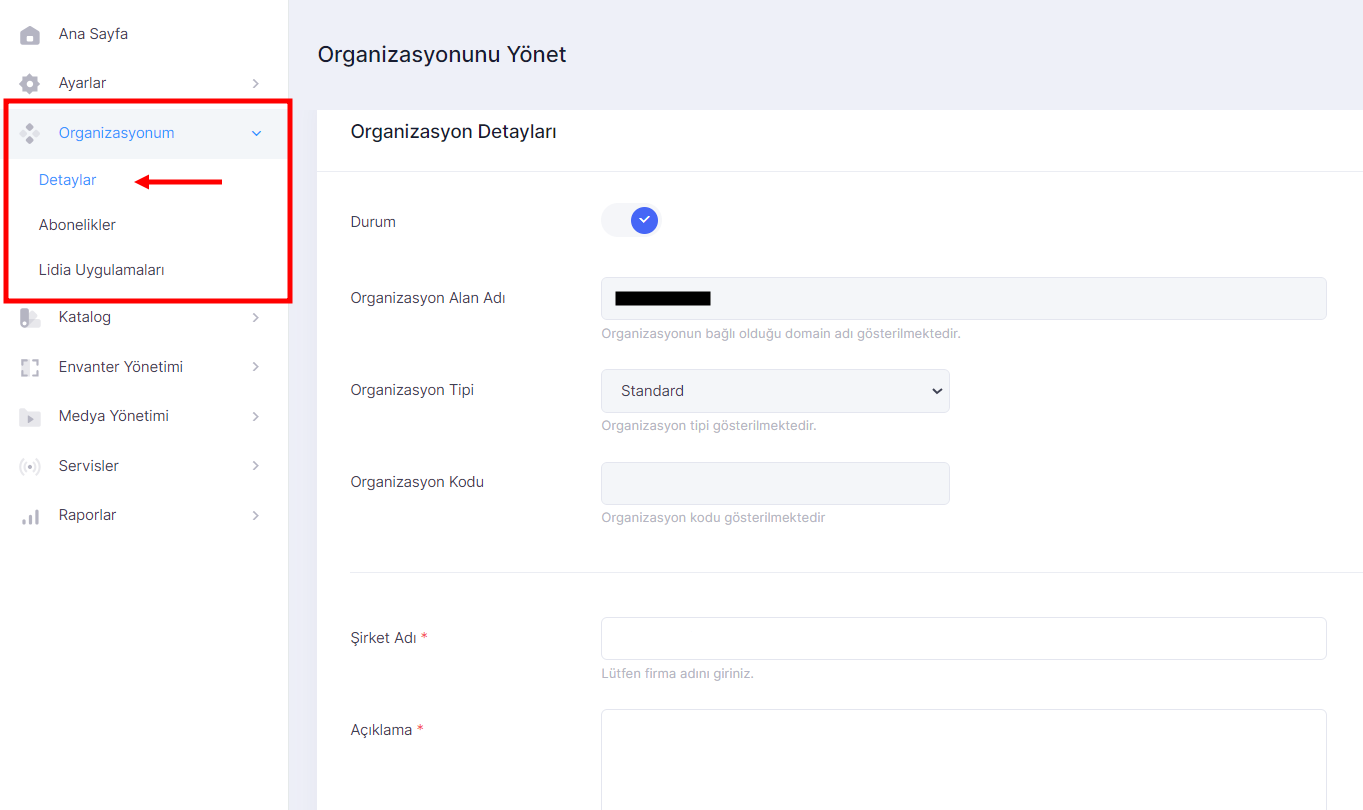 Ana Sayfa
Ayarlar
Organizasyonum
Detaylar
Abonelikler
Lidia Uygulamaları
Katalog
Envanter Yönetimi
Medya Yönetimi
Servisler
Raporlar
Organizasyonunu Yönet
Organizasyon Detayları
Durum
Organizasyon Alan Adı
Organizasyonun bağlı olduğu domain adı gösterilmektedir.
Organizasyon Tipi
Standard
Organizasyon tipi gösterilmektedir.
Organizasyon Kodu
Organizasyon kodu gösterilmektedir
Şirket Adı *
Lütfen firma adını giriniz.
Açıklama *